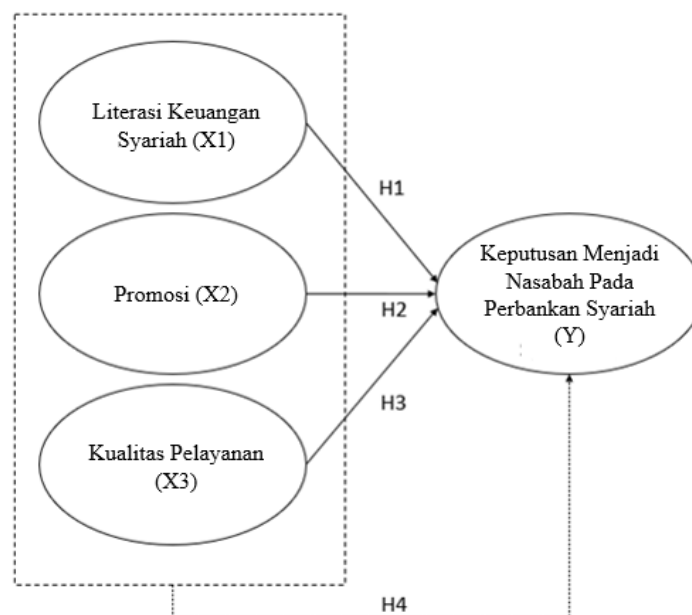 Literasi Keuangan
Syariah (X1)
H1
Promosi (X2)
H2
Keputusan Menjadi
Nasabah Pada
Perbankan Syariah
(Y)
H3
Kualitas Pelayanan
(X3)
H4